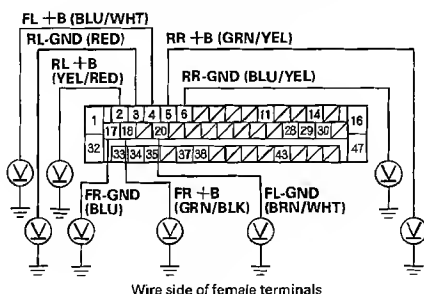 FL +B (BLU/WHT)
RL-GND (RED)
RL +B
(YEL/RED)
RR +B (GRN/YEL)
RR-GND (BLU/YEL)
1 2 3 4 5 6 11 14 16
17 18 20 28 29 30
32 33 34 35 37 38 43 47
V V V V
FR-GND
(BLU)
FR +B
(GRN/BLK)
FL-GND
(BRN/WHT)
V V V
Wire side of female terminals